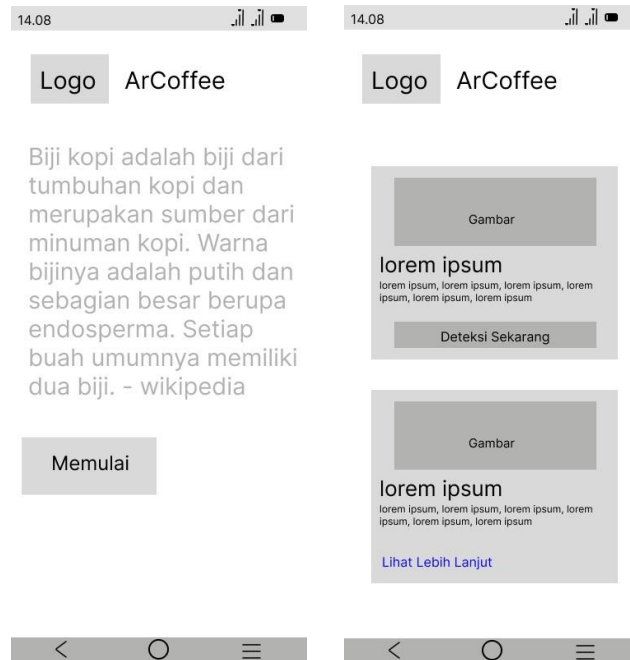 14.08
Logo ArCoffee
Biji kopi adalah biji dari
tumbuhan kopi dan
merupakan sumber dari
minuman kopi. Warna
bijinya adalah putih dan
sebagian besar berupa
endosperma. Setiap
buah umumnya memiliki
dua biji. - wikipedia
Memulai
14.08
Logo ArCoffee
Gambar
lorem ipsum
lorem ipsum, lorem ipsum, lorem ipsum, lorem
ipsum, lorem ipsum, lorem ipsum
Deteksi Sekarang
Gambar
lorem ipsum
lorem ipsum, lorem ipsum, lorem ipsum, lorem
ipsum, lorem ipsum, lorem ipsum
Lihat Lebih Lanjut